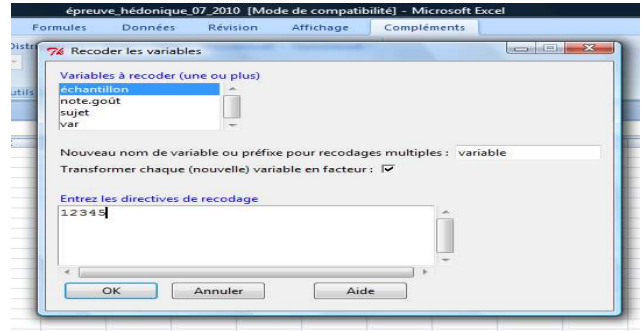 épreuve_hédonique_07_2010 [Mode de compatibilité] - Microsoft Excel
Formules Données Révision Affichage Compléments
Recoder les variables
Variables à recoder (une ou plus)
échantillon
note.goût
sujet
var
Nouveau nom de variable ou préfixe pour recodages multiples : variable
Transformer chaque (nouvelle) variable en facteur :
Entrez les directives de recodage
12345
OK Annuler Aide